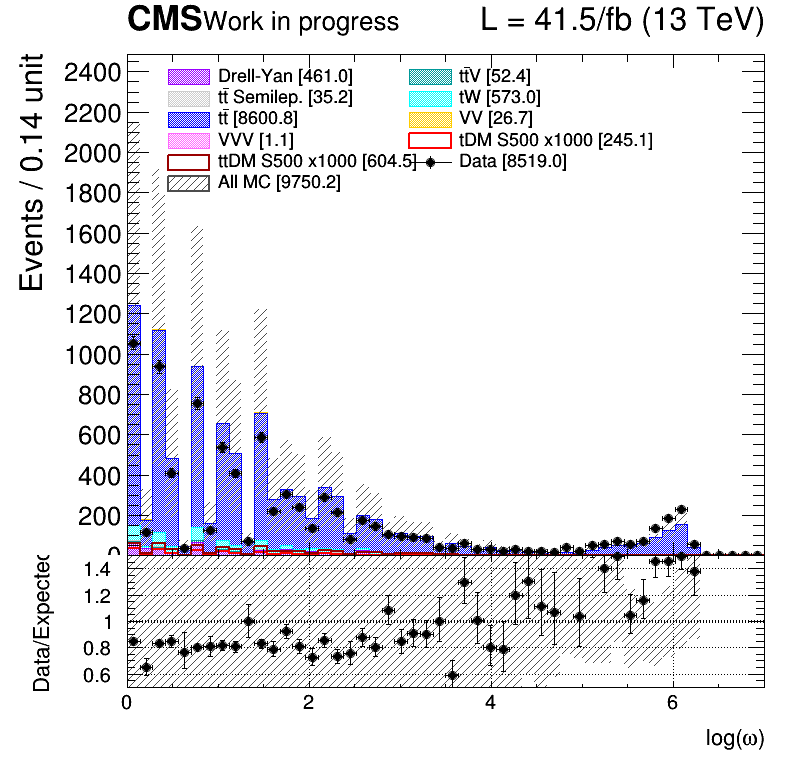 CMS Work in progress L = 41.5/fb (13 TeV)
Events / 0.14 unit
2400
2200
2000
1800
1600
1400
1200
1000
800
600
400
200
0
Drell-Yan [461.0] tt̄V [52.4]
tt̄ Semilep. [35.2] tW [573.0]
tt̄ [8600.8] VV [26.7]
VVV [1.1] tDM S500 x1000 [245.1]
ttDM S500 x1000 [604.5] Data [8519.0]
All MC [9750.2]
Data/Expected
1.4
1.2
1
0.8
0.6
0 2 4 6
log(ω)